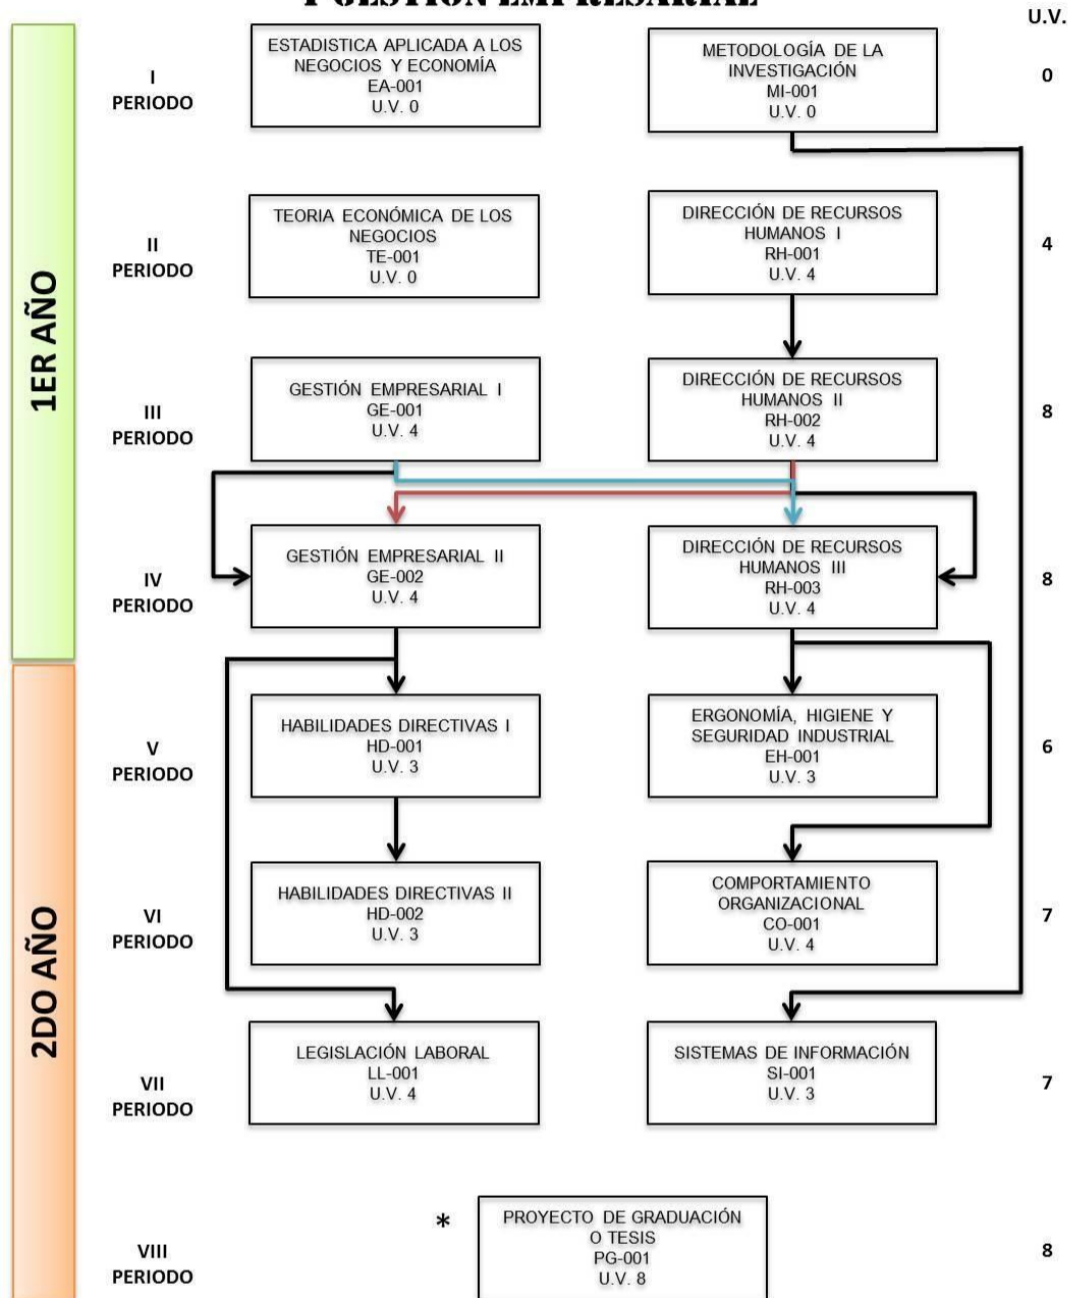 Y GESTIÓN EMPRESARIAL
U.V.
1ER AÑO
I
PERIODO
ESTADISTICA APLICADA A LOS
NEGOCIOS Y ECONOMÍA
EA-001
U.V. 0
METODOLOGÍA DE LA
INVESTIGACIÓN
MI-001
U.V. 0
0
II
PERIODO
TEORIA ECONÓMICA DE LOS
NEGOCIOS
TE-001
U.V. 0
DIRECCIÓN DE RECURSOS
HUMANOS I
RH-001
U.V. 4
4
III
PERIODO
GESTIÓN EMPRESARIAL I
GE-001
U.V. 4
DIRECCIÓN DE RECURSOS
HUMANOS II
RH-002
U.V. 4
8
IV
PERIODO
GESTIÓN EMPRESARIAL II
GE-002
U.V. 4
DIRECCIÓN DE RECURSOS
HUMANOS III
RH-003
U.V. 4
8
2DO AÑO
V
PERIODO
HABILIDADES DIRECTIVAS I
HD-001
U.V. 3
ERGONOMÍA, HIGIENE Y
SEGURIDAD INDUSTRIAL
EH-001
U.V. 3
6
VI
PERIODO
HABILIDADES DIRECTIVAS II
HD-002
U.V. 3
COMPORTAMIENTO
ORGANIZACIONAL
CO-001
U.V. 4
7
VII
PERIODO
LEGISLACIÓN LABORAL
LL-001
U.V. 4
SISTEMAS DE INFORMACIÓN
SI-001
U.V. 3
7
VIII
PERIODO
*
PROYECTO DE GRADUACIÓN
O TESIS
PG-001
U.V. 8
8